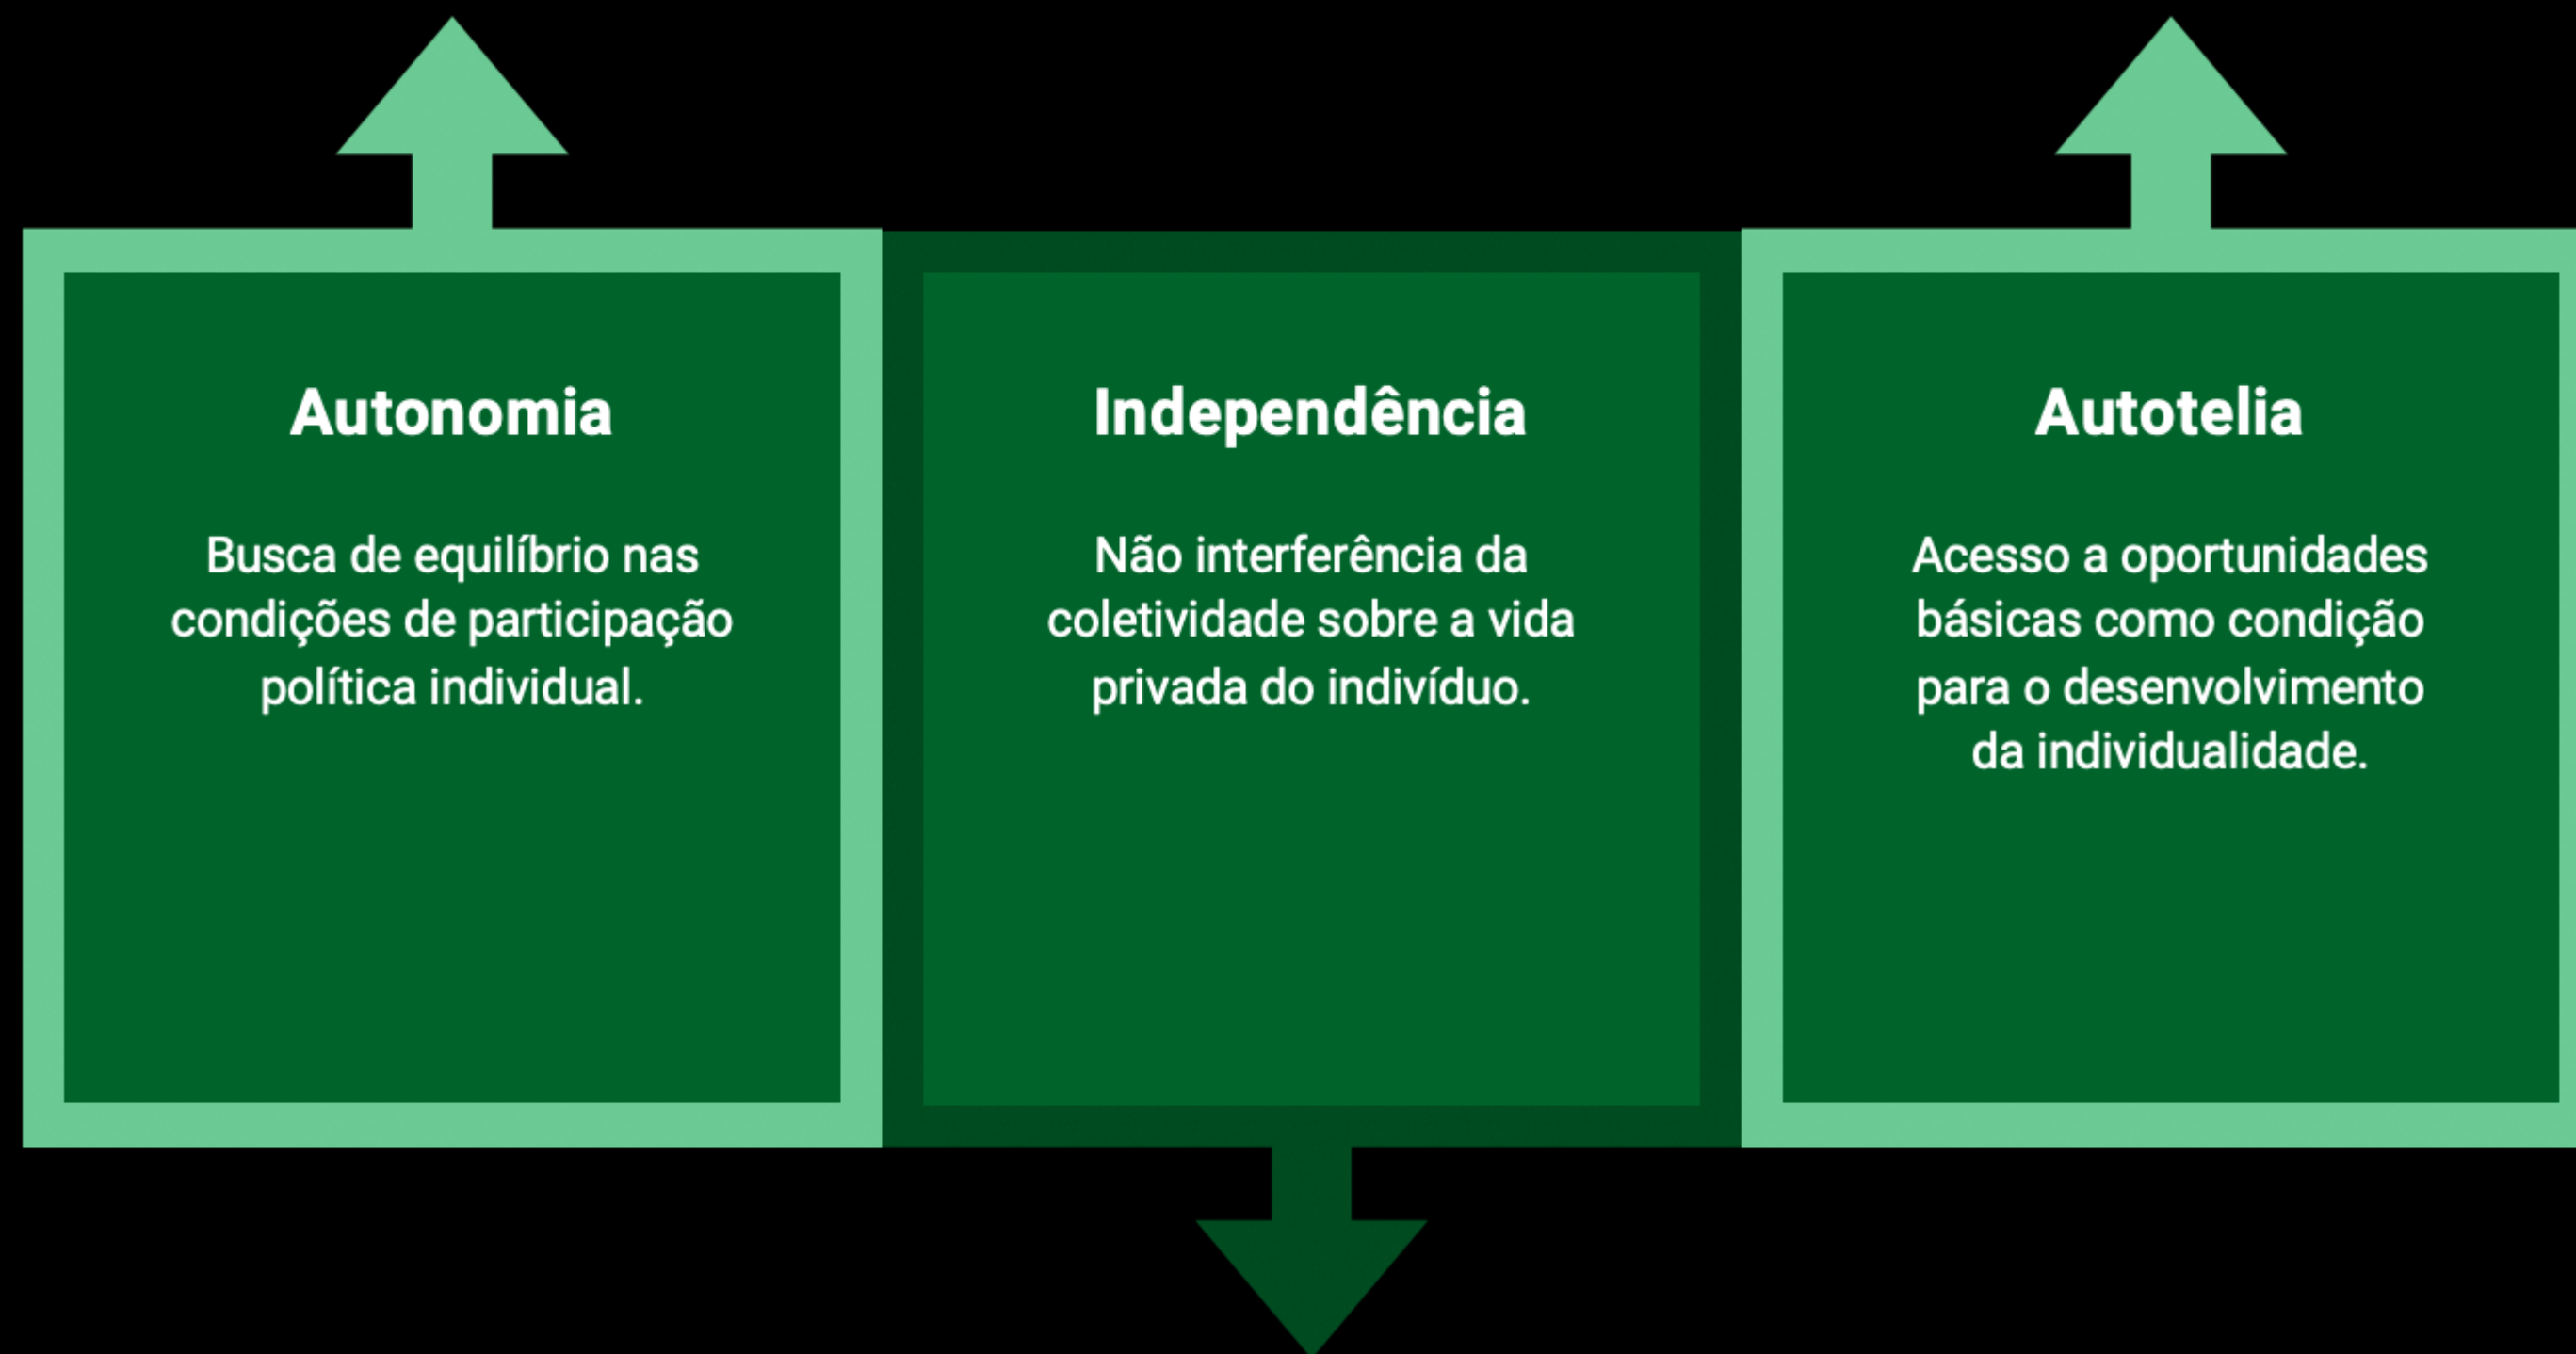 Autonomia
Busca de equilíbrio nas
condições de participação
política individual.
Independência
Não interferência da
coletividade sobre a vida
privada do indivíduo.
Autotelia
Acesso a oportunidades
básicas como condição
para o desenvolvimento
da individualidade.